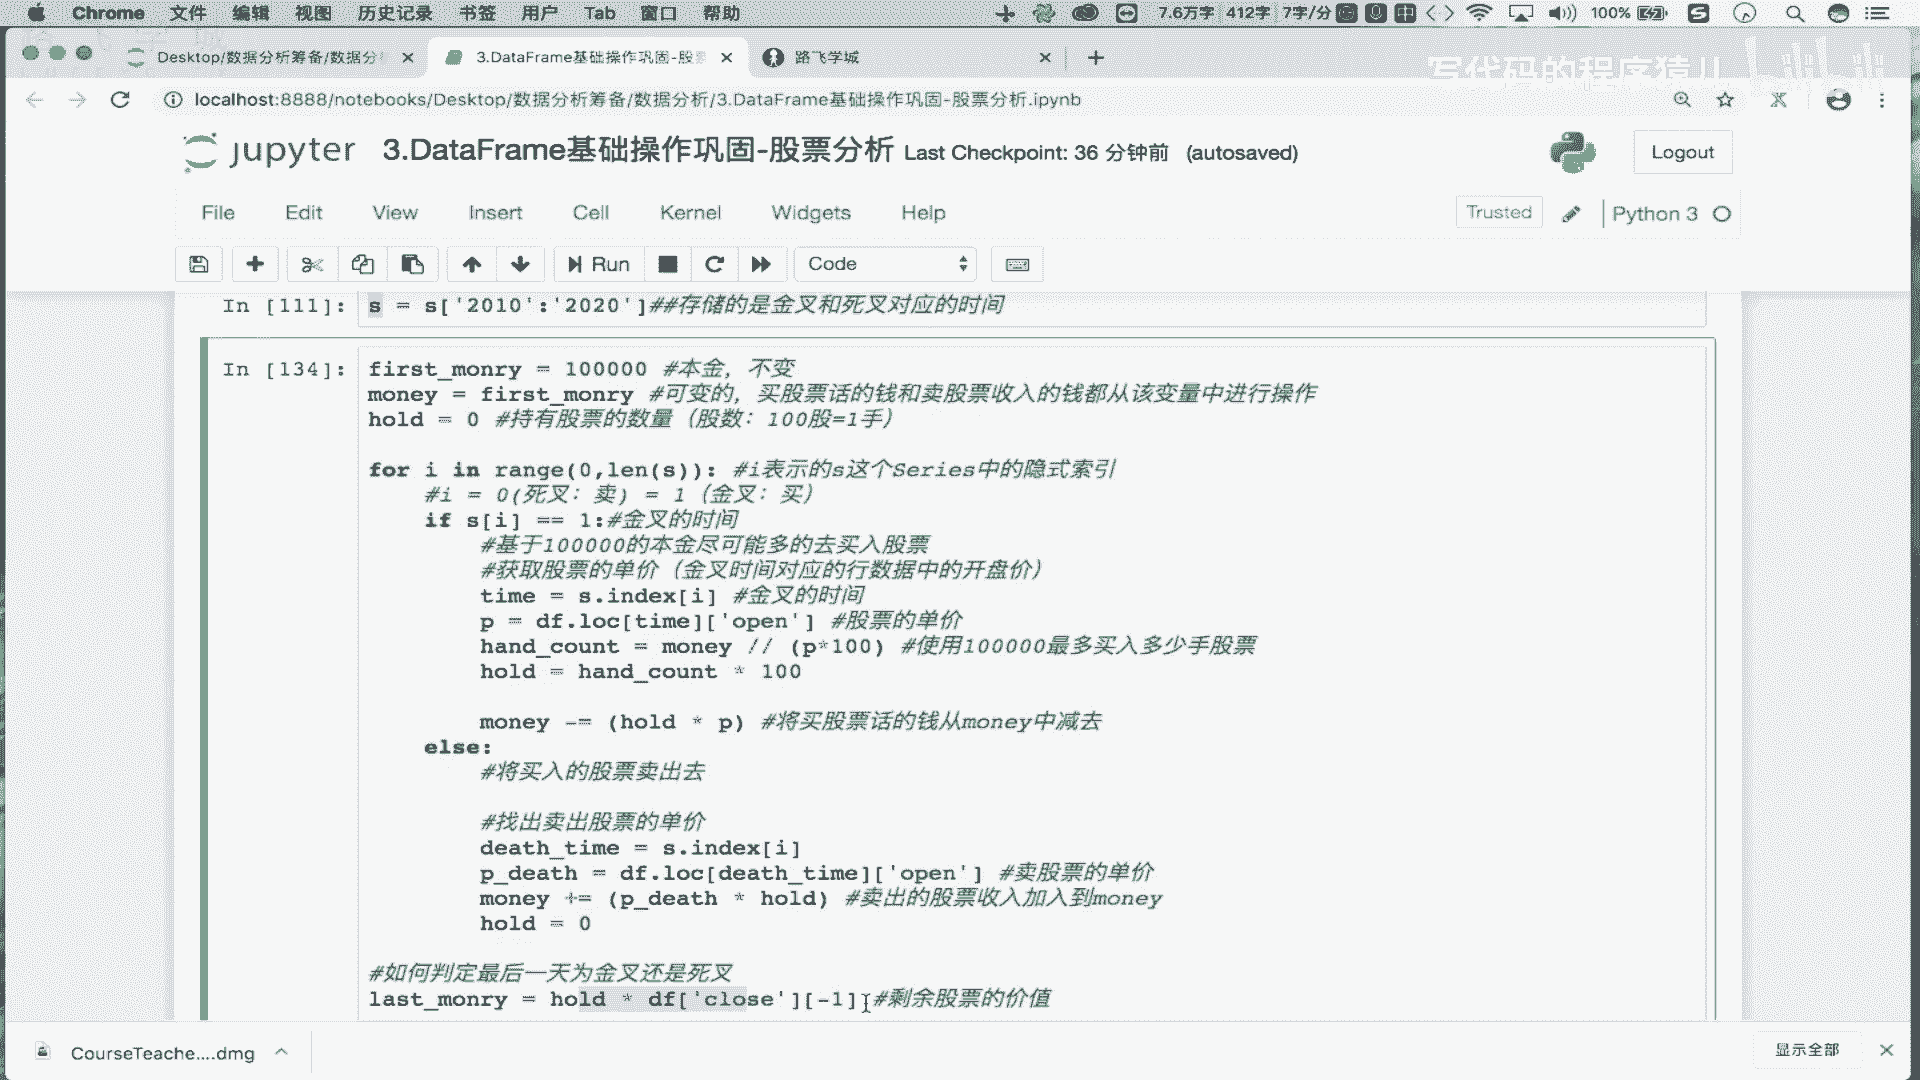 Chrome 文件 编辑 视图 历史记录 书签 用户 Tab 窗口 帮助 7.6万字 412字 7字/分 中 100%
Desktop/数据分析筹备/数据分 3.DataFrame基础操作巩固-股 路飞学城
写代码的程序猿儿 bilibili
localhost:8888/notebooks/Desktop/数据分析筹备/数据分析/3.DataFrame基础操作巩固-股票分析.ipynb
jupyter 3.DataFrame基础操作巩固-股票分析 Last Checkpoint: 36 分钟前 (autosaved) Logout
File Edit View Insert Cell Kernel Widgets Help Trusted Python 3
Run Code
In [111]: s = s['2010':'2020']##存储的是金叉和死叉对应的时间
In [134]: first_monry = 100000 #本金，不变
money = first_monry #可变的，买股票话的钱和卖股票收入的钱都从该变量中进行操作
hold = 0 #持有股票的数量（股数：100股=1手）
for i in range(0,len(s)): #i表示的s这个Series中的隐式索引
#i = 0(死叉：卖) = 1（金叉：买）
if s[i] == 1:#金叉的时间
#基于100000的本金尽可能多的去买入股票
#获取股票的单价（金叉时间对应的行数据中的开盘价）
time = s.index[i] #金叉的时间
p = df.loc[time]['open'] #股票的单价
hand_count = money // (p*100) #使用100000最多买入多少手股票
hold = hand_count * 100
money -= (hold * p) #将买股票话的钱从money中减去
else:
#将买入的股票卖出去
#找出卖出股票的单价
death_time = s.index[i]
p_death = df.loc[death_time]['open'] #卖股票的单价
money += (p_death * hold) #卖出的股票收入加入到money
hold = 0
#如何判定最后一天为金叉还是死叉
last_monry = hold * df['close'][-1] #剩余股票的价值
CourseTeache....dmg 显示全部